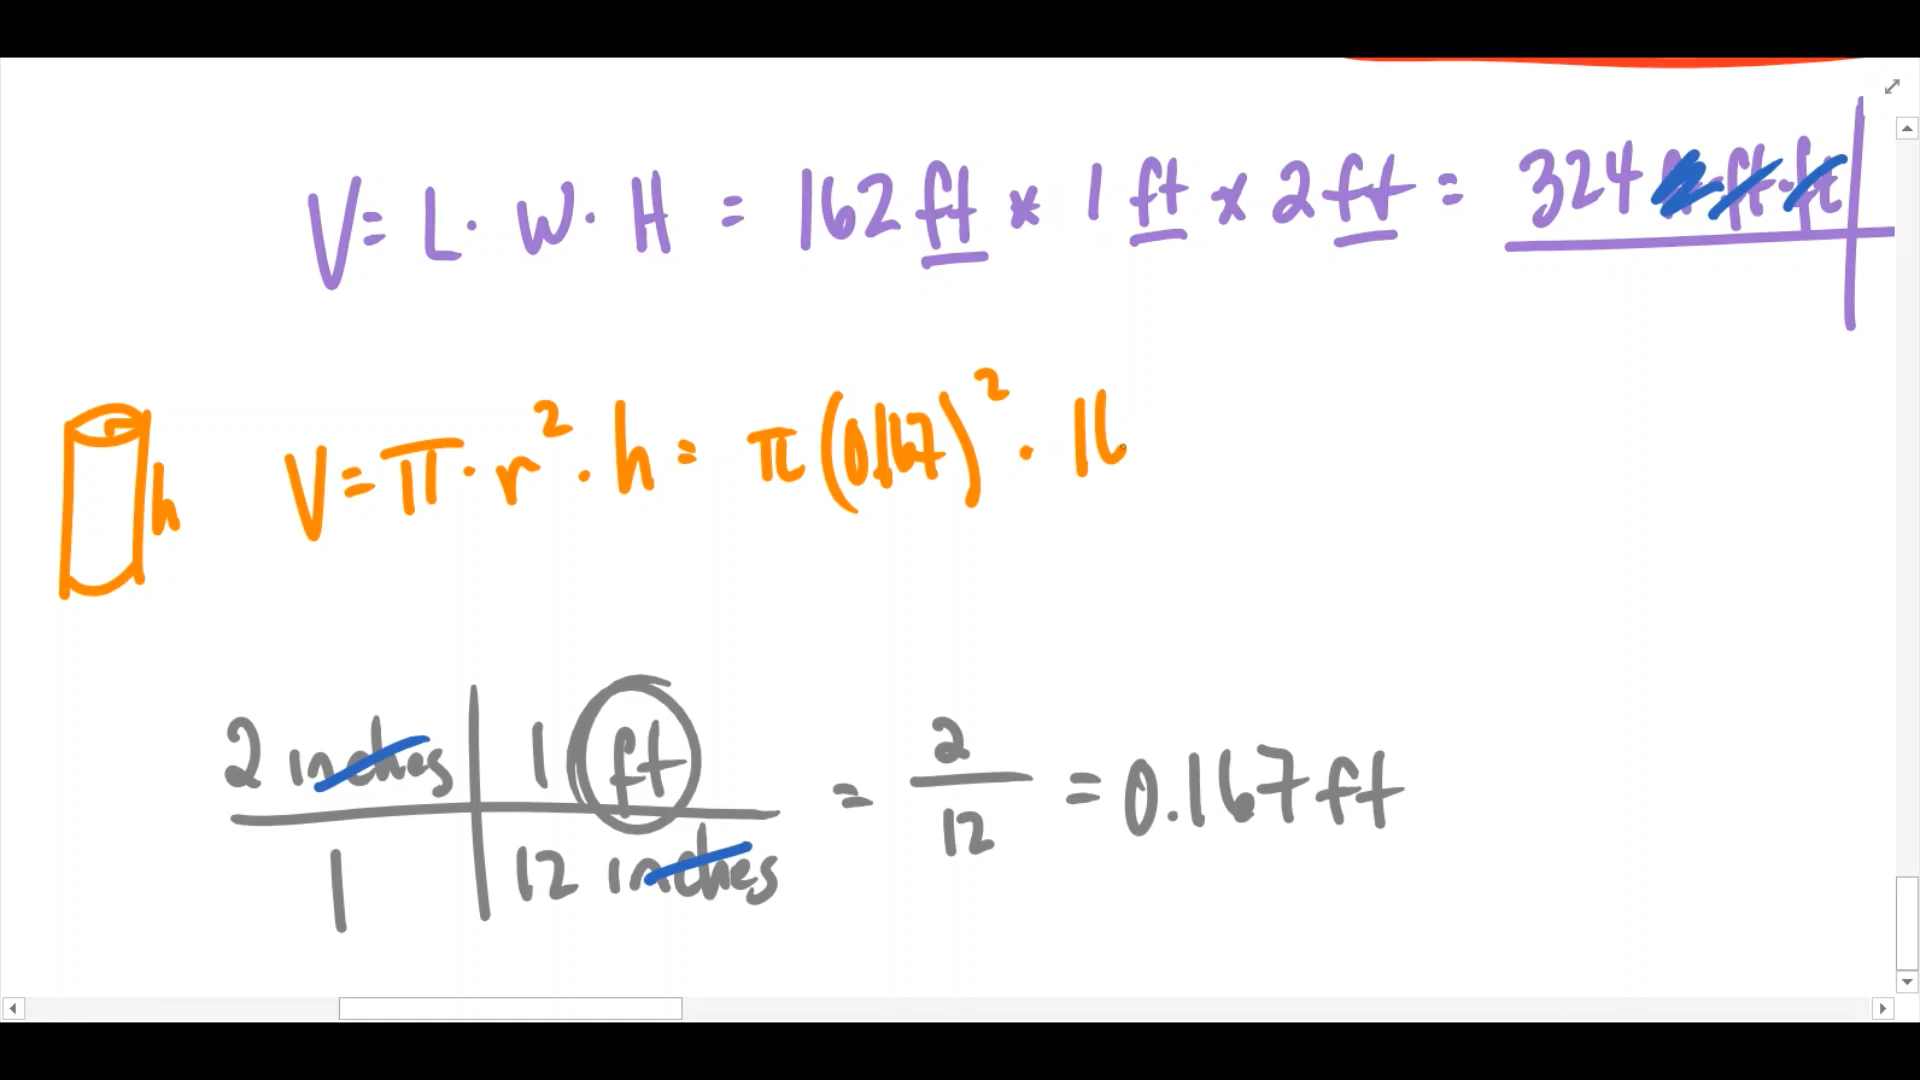 V = L · W · H = 162 ft * 1 ft x 2 ft = 324 ft · ft · ft
h V = π · r² · h = π (0.167)² · 16
2 inches 1 ft = 2 = 0.167 ft
1 12 inches 12